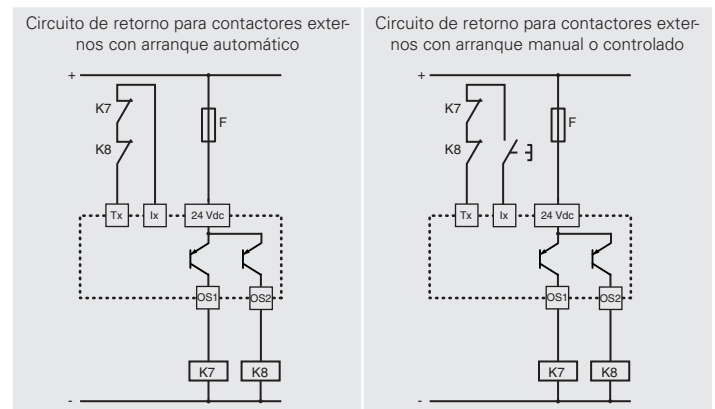 Circuito de retorno para contactores exter-
nos con arranque automático
+
K7
F
K8
Tx
Ix
24 Vdc
OS1
OS2
K7
K8
-
Circuito de retorno para contactores exter-
nos con arranque manual o controlado
+
K7
F
K8
Tx
Ix
24 Vdc
OS1
OS2
K7
K8
-